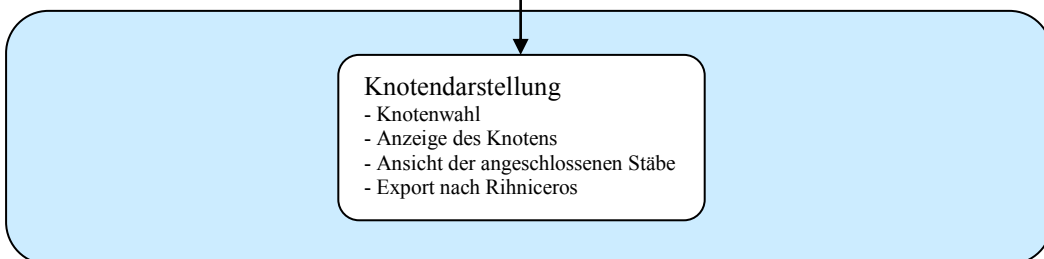 Knotendarstellung
- Knotenwahl
- Anzeige des Knotens
- Ansicht der angeschlossenen Stäbe
- Export nach Rihniceros